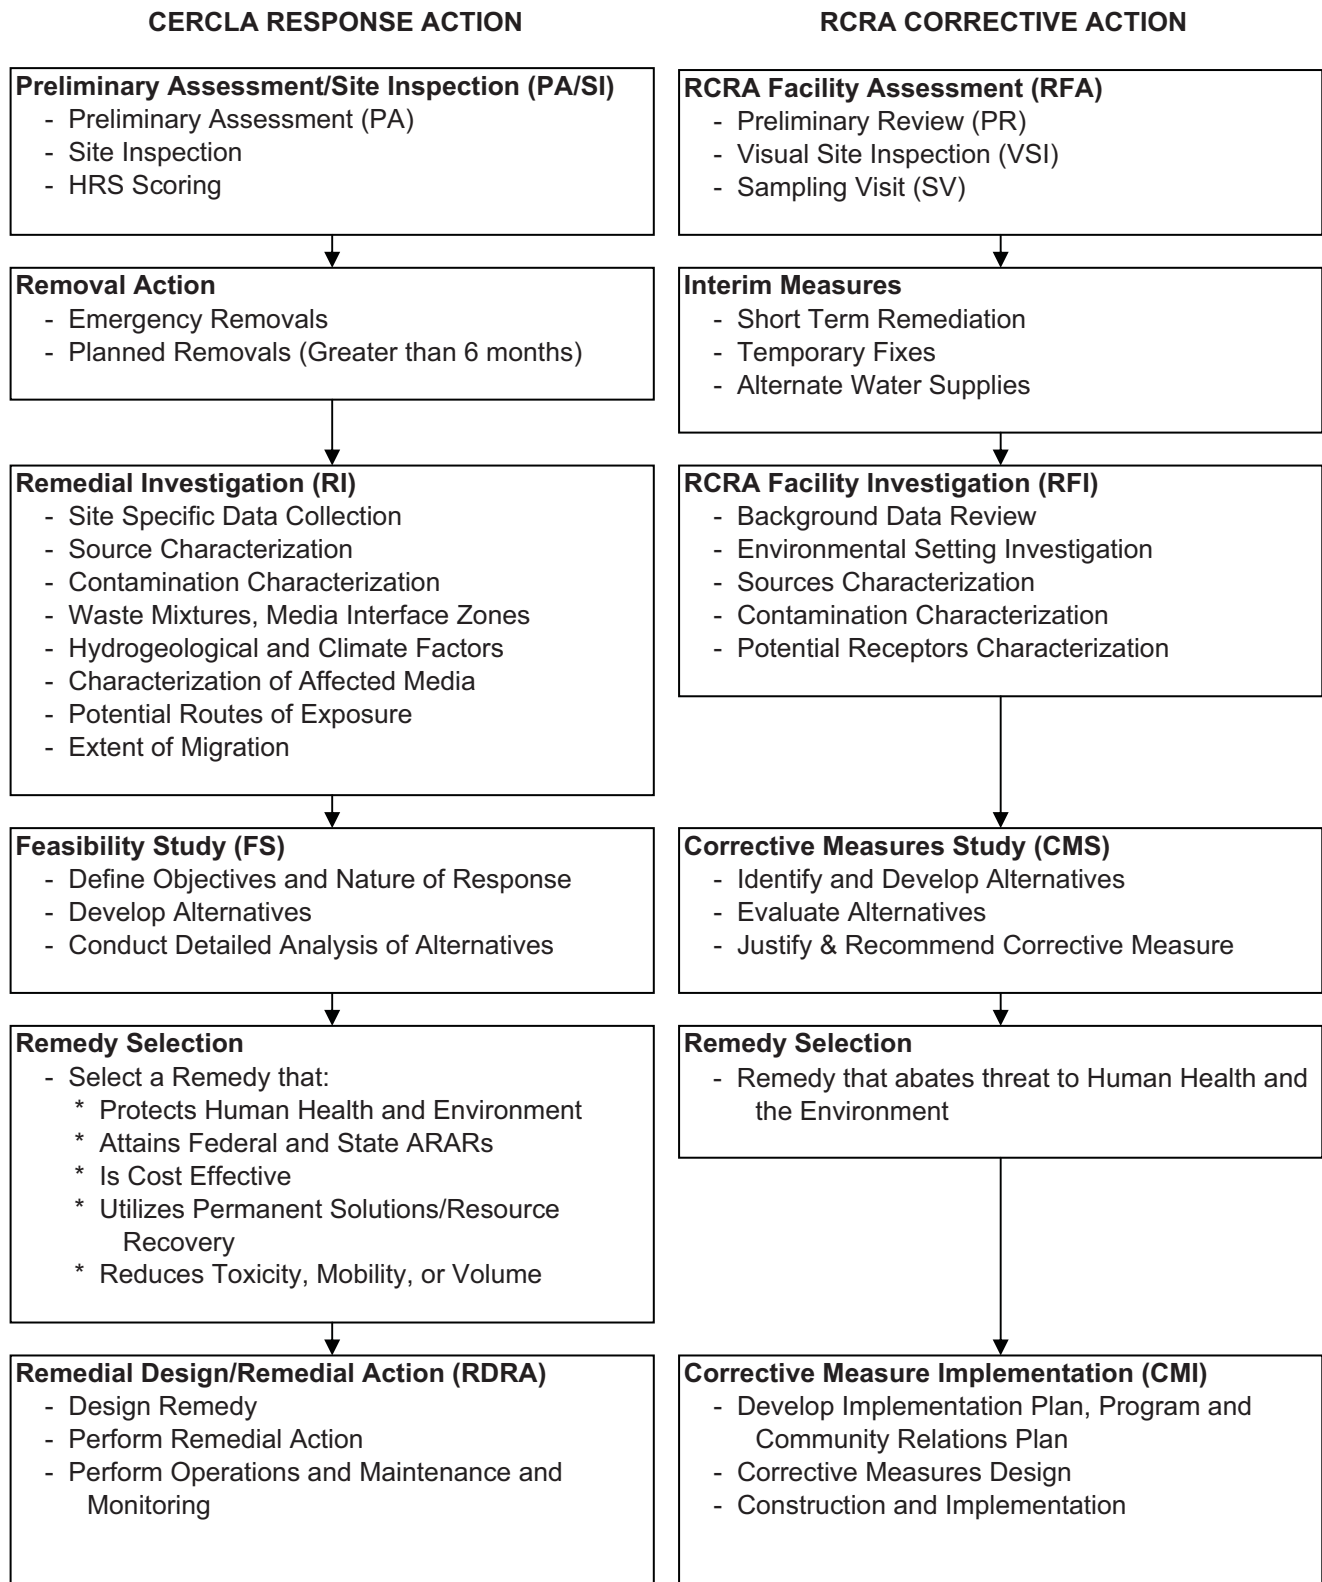 CERCLA RESPONSE ACTION
Preliminary Assessment/Site Inspection (PA/SI)
- Preliminary Assessment (PA)
- Site Inspection
- HRS Scoring
Removal Action
- Emergency Removals
- Planned Removals (Greater than 6 months)
Remedial Investigation (RI)
- Site Specific Data Collection
- Source Characterization
- Contamination Characterization
- Waste Mixtures, Media Interface Zones
- Hydrogeological and Climate Factors
- Characterization of Affected Media
- Potential Routes of Exposure
- Extent of Migration
Feasibility Study (FS)
- Define Objectives and Nature of Response
- Develop Alternatives
- Conduct Detailed Analysis of Alternatives
Remedy Selection
- Select a Remedy that:
* Protects Human Health and Environment
* Attains Federal and State ARARs
* Is Cost Effective
* Utilizes Permanent Solutions/Resource
Recovery
* Reduces Toxicity, Mobility, or Volume
Remedial Design/Remedial Action (RDRA)
- Design Remedy
- Perform Remedial Action
- Perform Operations and Maintenance and
Monitoring
RCRA CORRECTIVE ACTION
RCRA Facility Assessment (RFA)
- Preliminary Review (PR)
- Visual Site Inspection (VSI)
- Sampling Visit (SV)
Interim Measures
- Short Term Remediation
- Temporary Fixes
- Alternate Water Supplies
RCRA Facility Investigation (RFI)
- Background Data Review
- Environmental Setting Investigation
- Sources Characterization
- Contamination Characterization
- Potential Receptors Characterization
Corrective Measures Study (CMS)
- Identify and Develop Alternatives
- Evaluate Alternatives
- Justify & Recommend Corrective Measure
Remedy Selection
- Remedy that abates threat to Human Health and
the Environment
Corrective Measure Implementation (CMI)
- Develop Implementation Plan, Program and
Community Relations Plan
- Corrective Measures Design
- Construction and Implementation